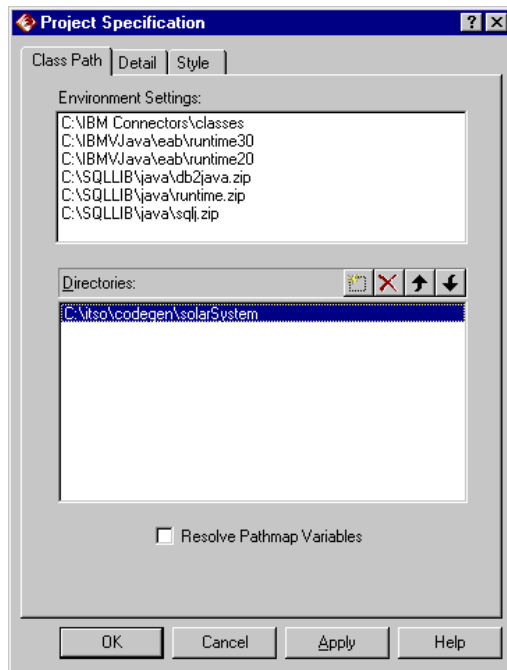 Project Specification
Class Path Detail Style
Environment Settings:
C:\IBM Connectors\classes
C:\IBMVJava\eab\runtime30
C:\IBMVJava\eab\runtime20
C:\SQLLIB\java\db2java.zip
C:\SQLLIB\java\runtime.zip
C:\SQLLIB\java\sqlj.zip
Directories:
C:\itso\codegen\solarSystem
Resolve Pathmap Variables
OK Cancel Apply Help